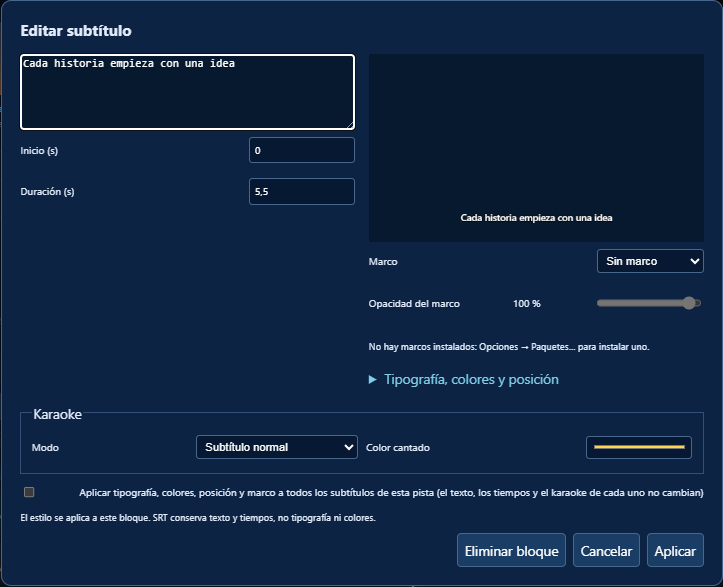 Editar subtítulo
Cada historia empieza con una idea
Inicio (s)
0
Duración (s)
5,5
Cada historia empieza con una idea
Marco
Sin marco
Opacidad del marco
100 %
No hay marcos instalados: Opciones → Paquetes... para instalar uno.
► Tipografía, colores y posición
Karaoke
Modo
Subtítulo normal
Color cantado
Aplicar tipografía, colores, posición y marco a todos los subtítulos de esta pista (el texto, los tiempos y el karaoke de cada uno no cambian)
El estilo se aplica a este bloque. SRT conserva texto y tiempos, no tipografía ni colores.
Eliminar bloque
Cancelar
Aplicar